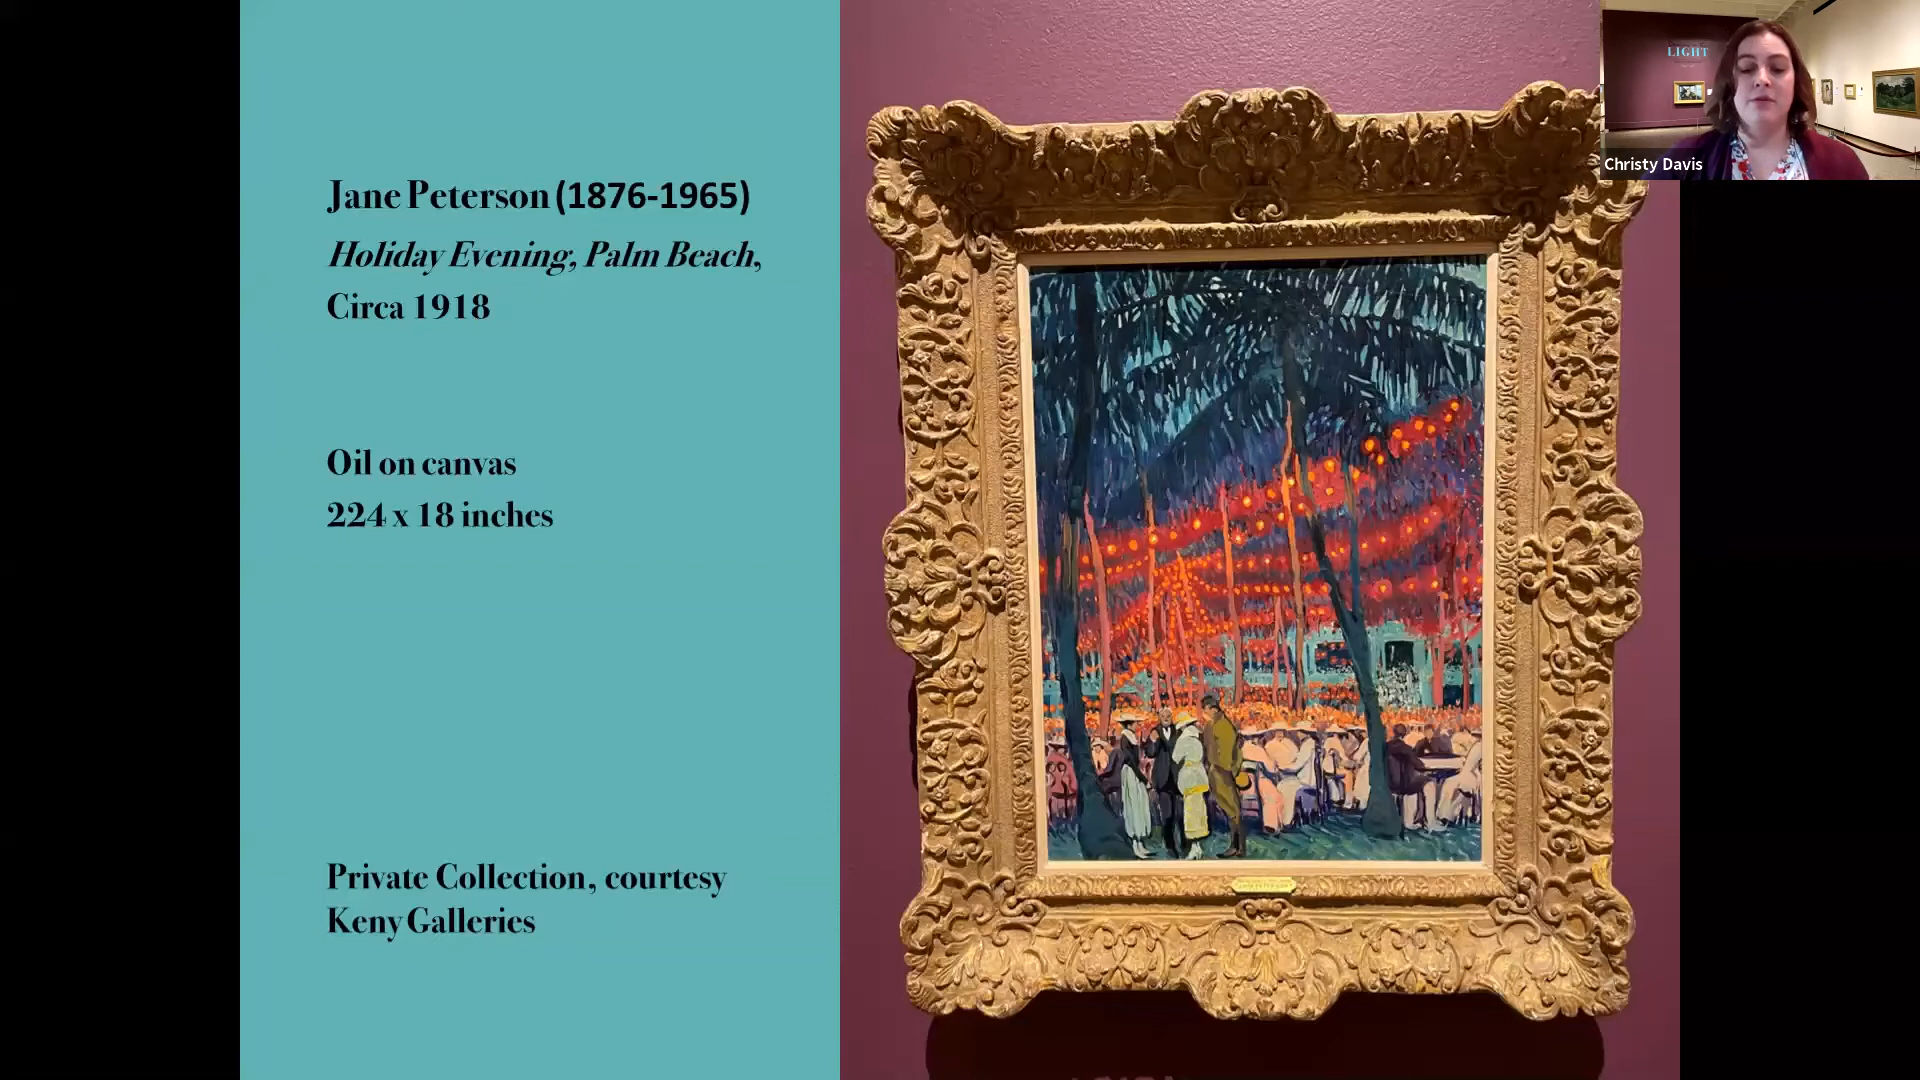 Jane Peterson (1876-1965)
Holiday Evening, Palm Beach,
Circa 1918
Oil on canvas
224 x 18 inches
Private Collection, courtesy
Keny Galleries
LIGHT
Christy Davis